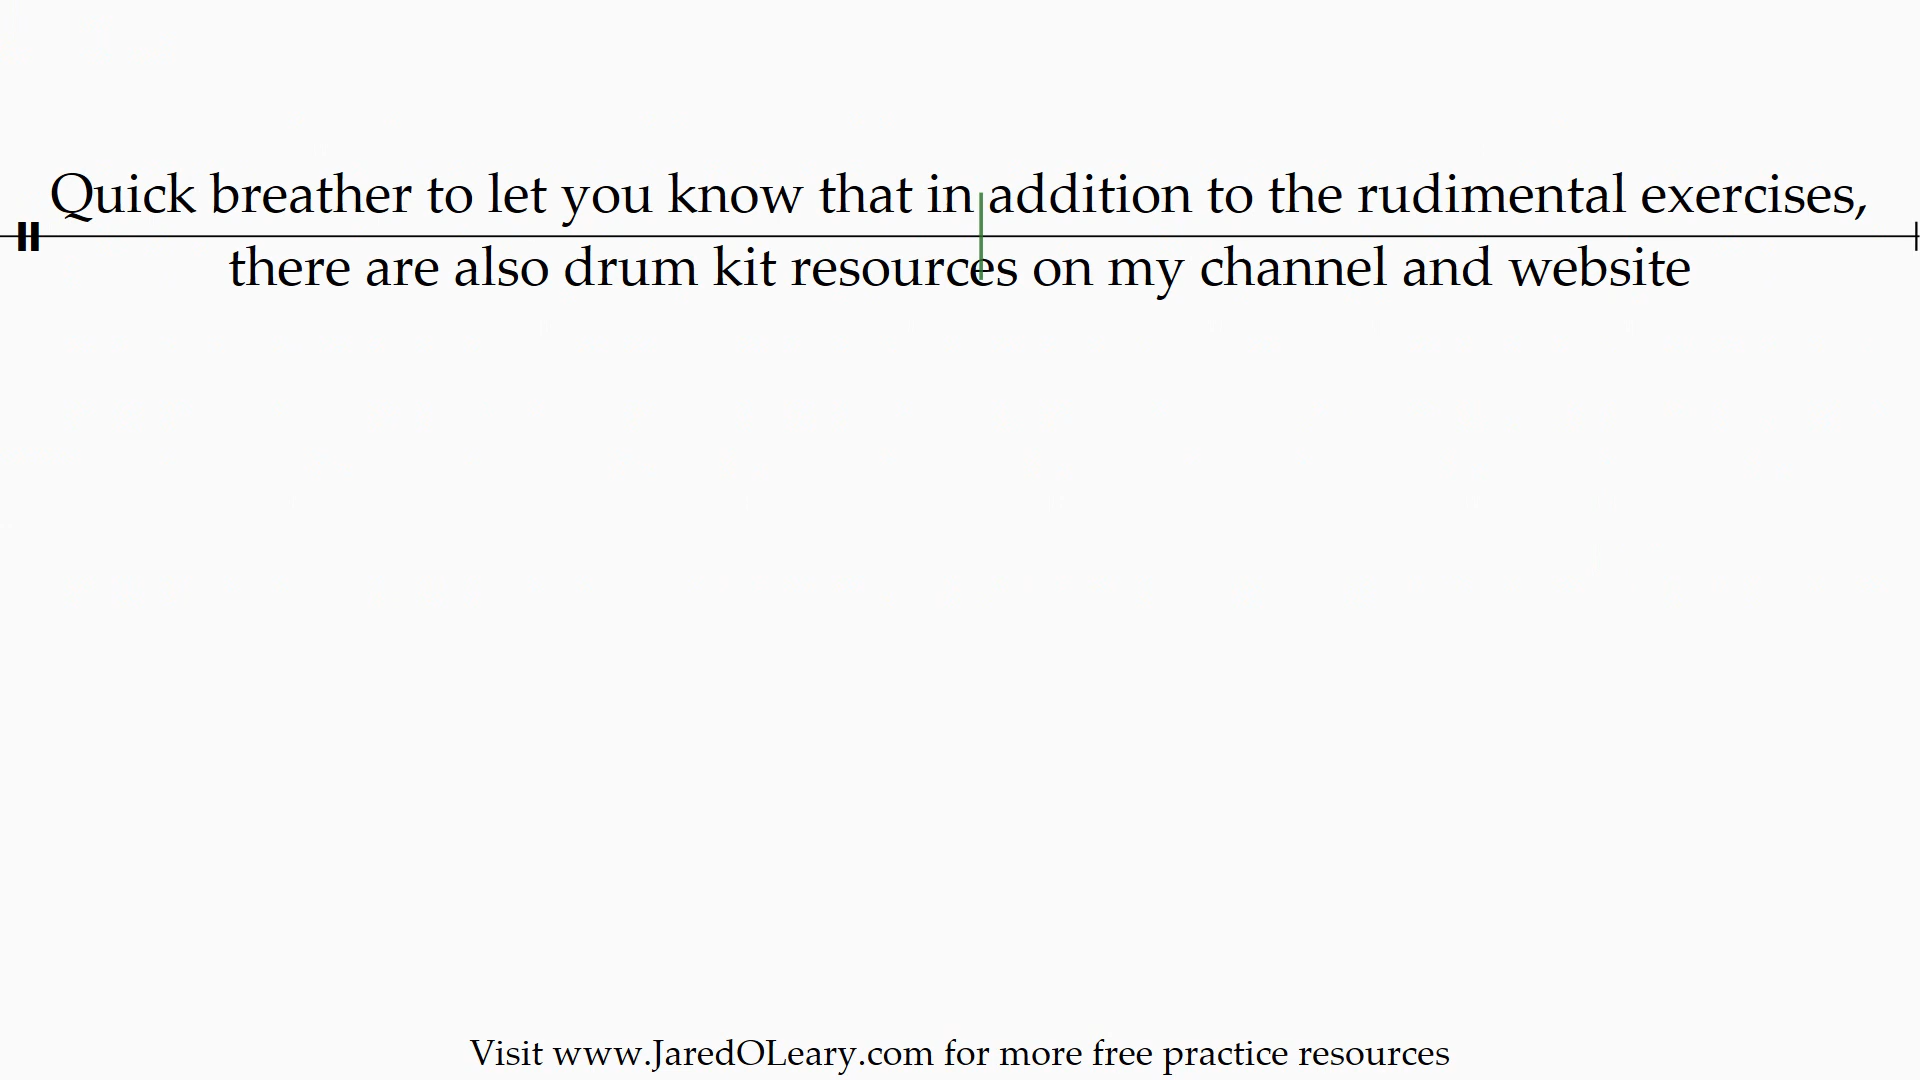 Quick breather to let you know that in addition to the rudimental exercises,
there are also drum kit resources on my channel and website
Visit www.JaredOLeary.com for more free practice resources